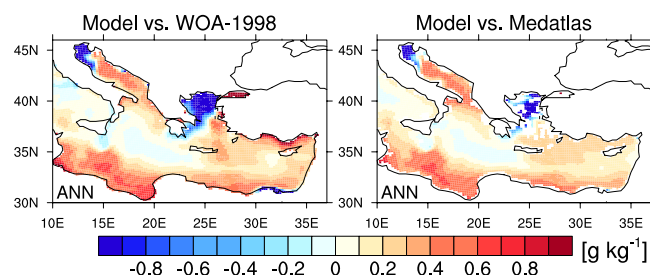 Model vs. WOA-1998 Model vs. Medatlas
45N 45N
40N 40N
35N 35N
30N 30N
ANN ANN
10E 15E 20E 25E 30E 35E 10E 15E 20E 25E 30E 35E
-0.8 -0.6 -0.4 -0.2 0 0.2 0.4 0.6 0.8 [g kg⁻¹]